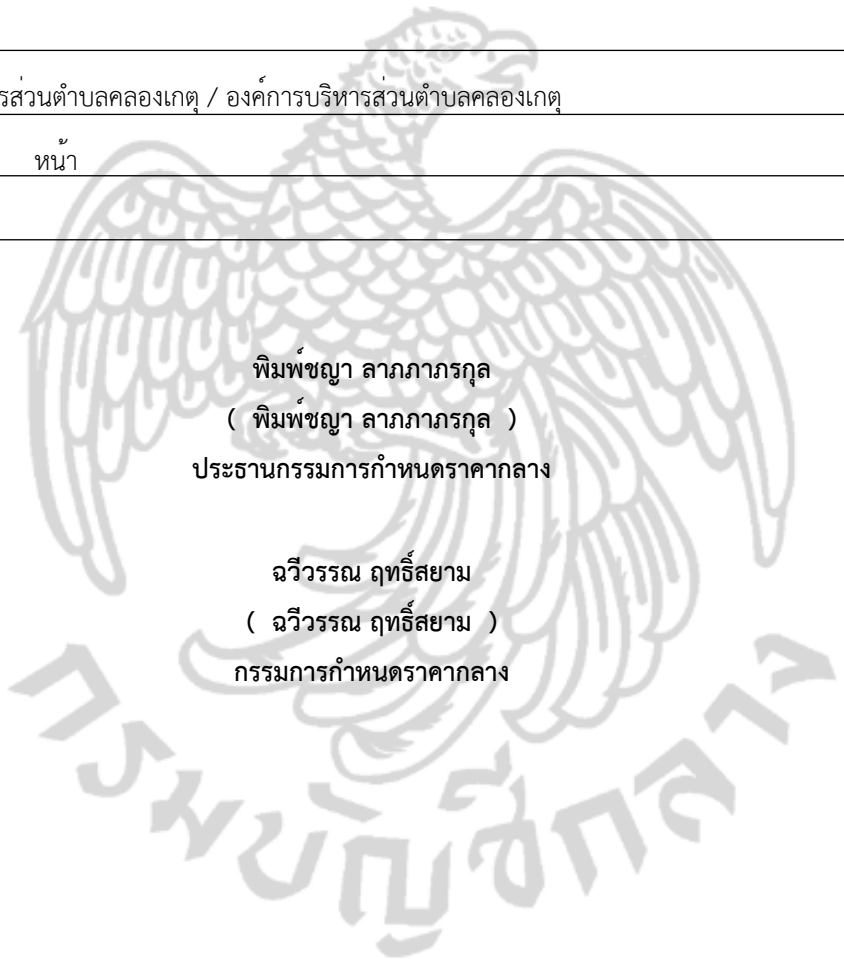 รส่วนตำบลคลองเกตุ / องค์การบริหารส่วนตำบลคลองเกตุ
หน้า
พิมพ์ชญา ลาภภาภรกุล
( พิมพ์ชญา ลาภภาภรกุล )
ประธานกรรมการกำหนดราคากลาง
ฉวีวรรณ ฤทธิ์สยาม
( ฉวีวรรณ ฤทธิ์สยาม )
กรรมการกำหนดราคากลาง
กรมบัญชีกลาง